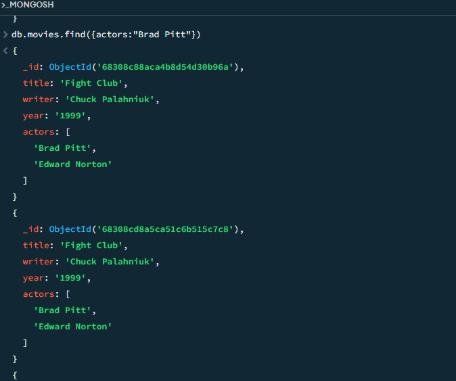 >_MONGOSH
}
> db.movies.find({actors:"Brad Pitt"})
< {
_id: ObjectId('68308c88aca4b8d54d30b96a'),
title: 'Fight Club',
writer: 'Chuck Palahniuk',
year: '1999',
actors: [
'Brad Pitt',
'Edward Norton'
]
}
{
_id: ObjectId('68308cd8a5ca51c6b515c7c8'),
title: 'Fight Club',
writer: 'Chuck Palahniuk',
year: '1999',
actors: [
'Brad Pitt',
'Edward Norton'
]
}
{